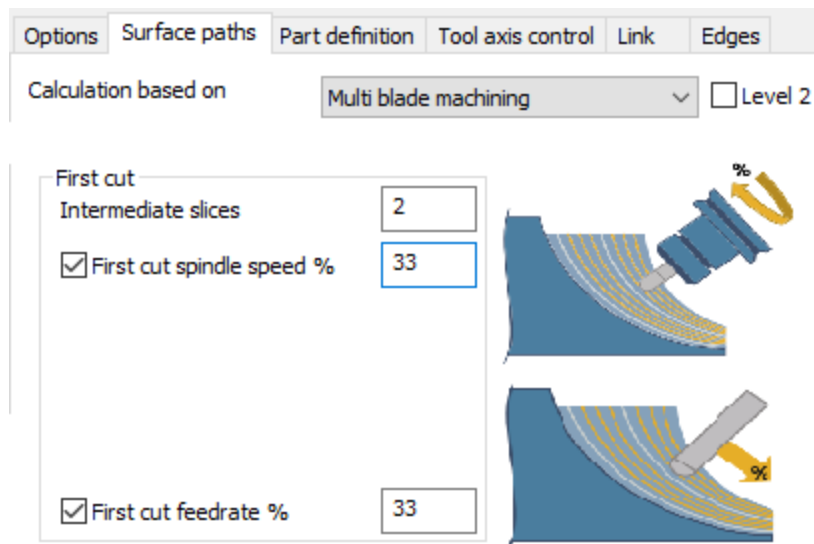 Options Surface paths Part definition Tool axis control Link Edges
Calculation based on Multi blade machining Level 2
First cut
Intermediate slices 2
First cut spindle speed % 33
First cut feedrate % 33
%
%